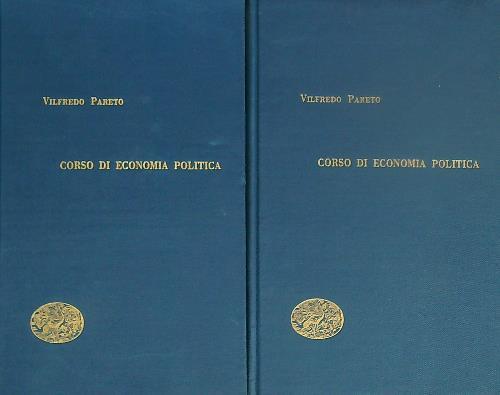 VILFREDO PARETO
CORSO DI ECONOMIA POLITICA
VILFREDO PARETO
CORSO DI ECONOMIA POLITICA